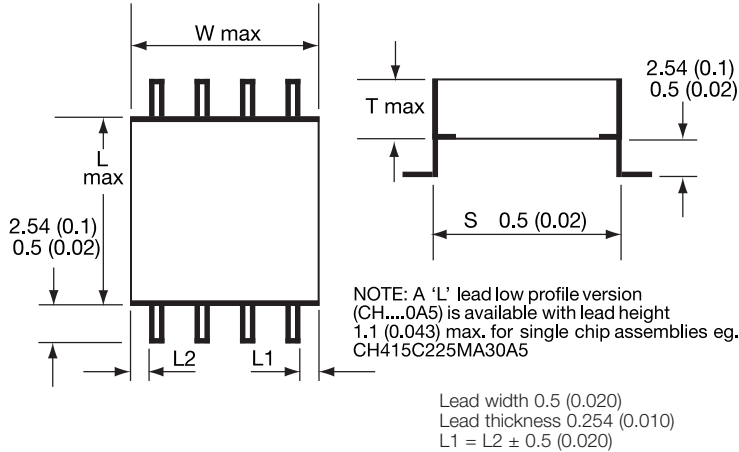 W max
L
max
2.54 (0.1)
0.5 (0.02)
L2
L1
T max
2.54 (0.1)
0.5 (0.02)
S 0.5 (0.02)
NOTE: A ‘L’ lead low profile version
(CH....0A5) is available with lead height
1.1 (0.043) max. for single chip assemblies eg.
CH415C225MA30A5
Lead width 0.5 (0.020)
Lead thickness 0.254 (0.010)
L1 = L2 ± 0.5 (0.020)